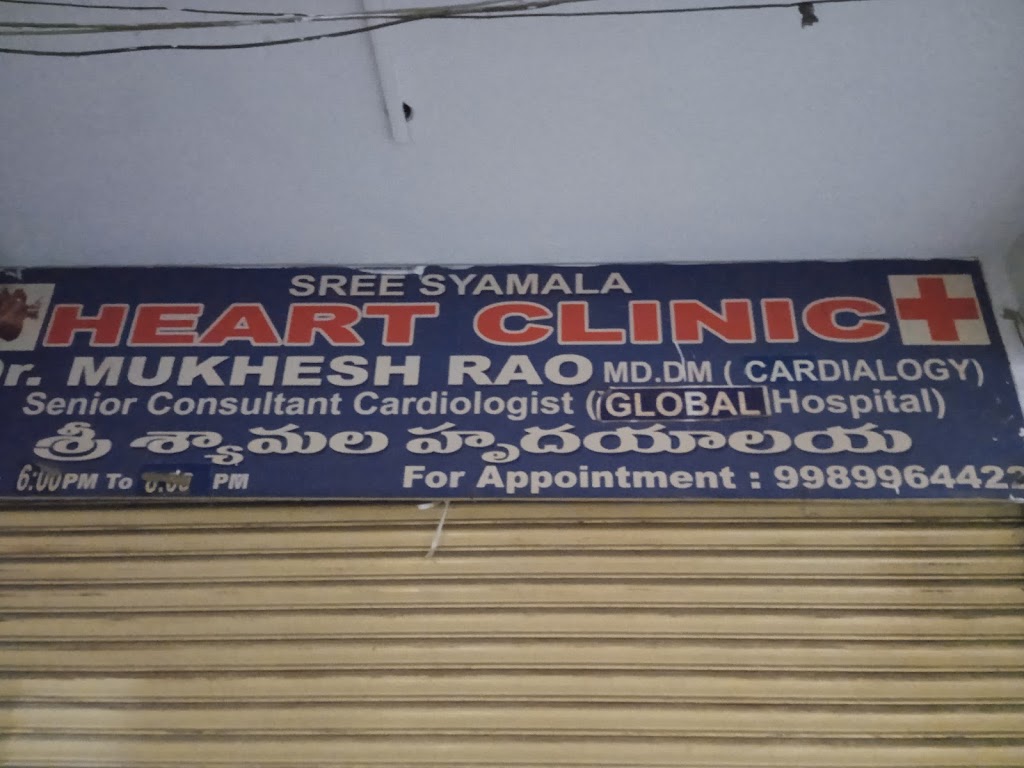 SREE SYAMALA
HEART CLINIC
Dr. MUKHESH RAO MD.DM ( CARDIALOGY)
Senior Consultant Cardiologist ((GLOBAL Hospital)
శ్రీ శ్యామల హృదయాలయ
6:00PM To PM For Appointment : 9989964422